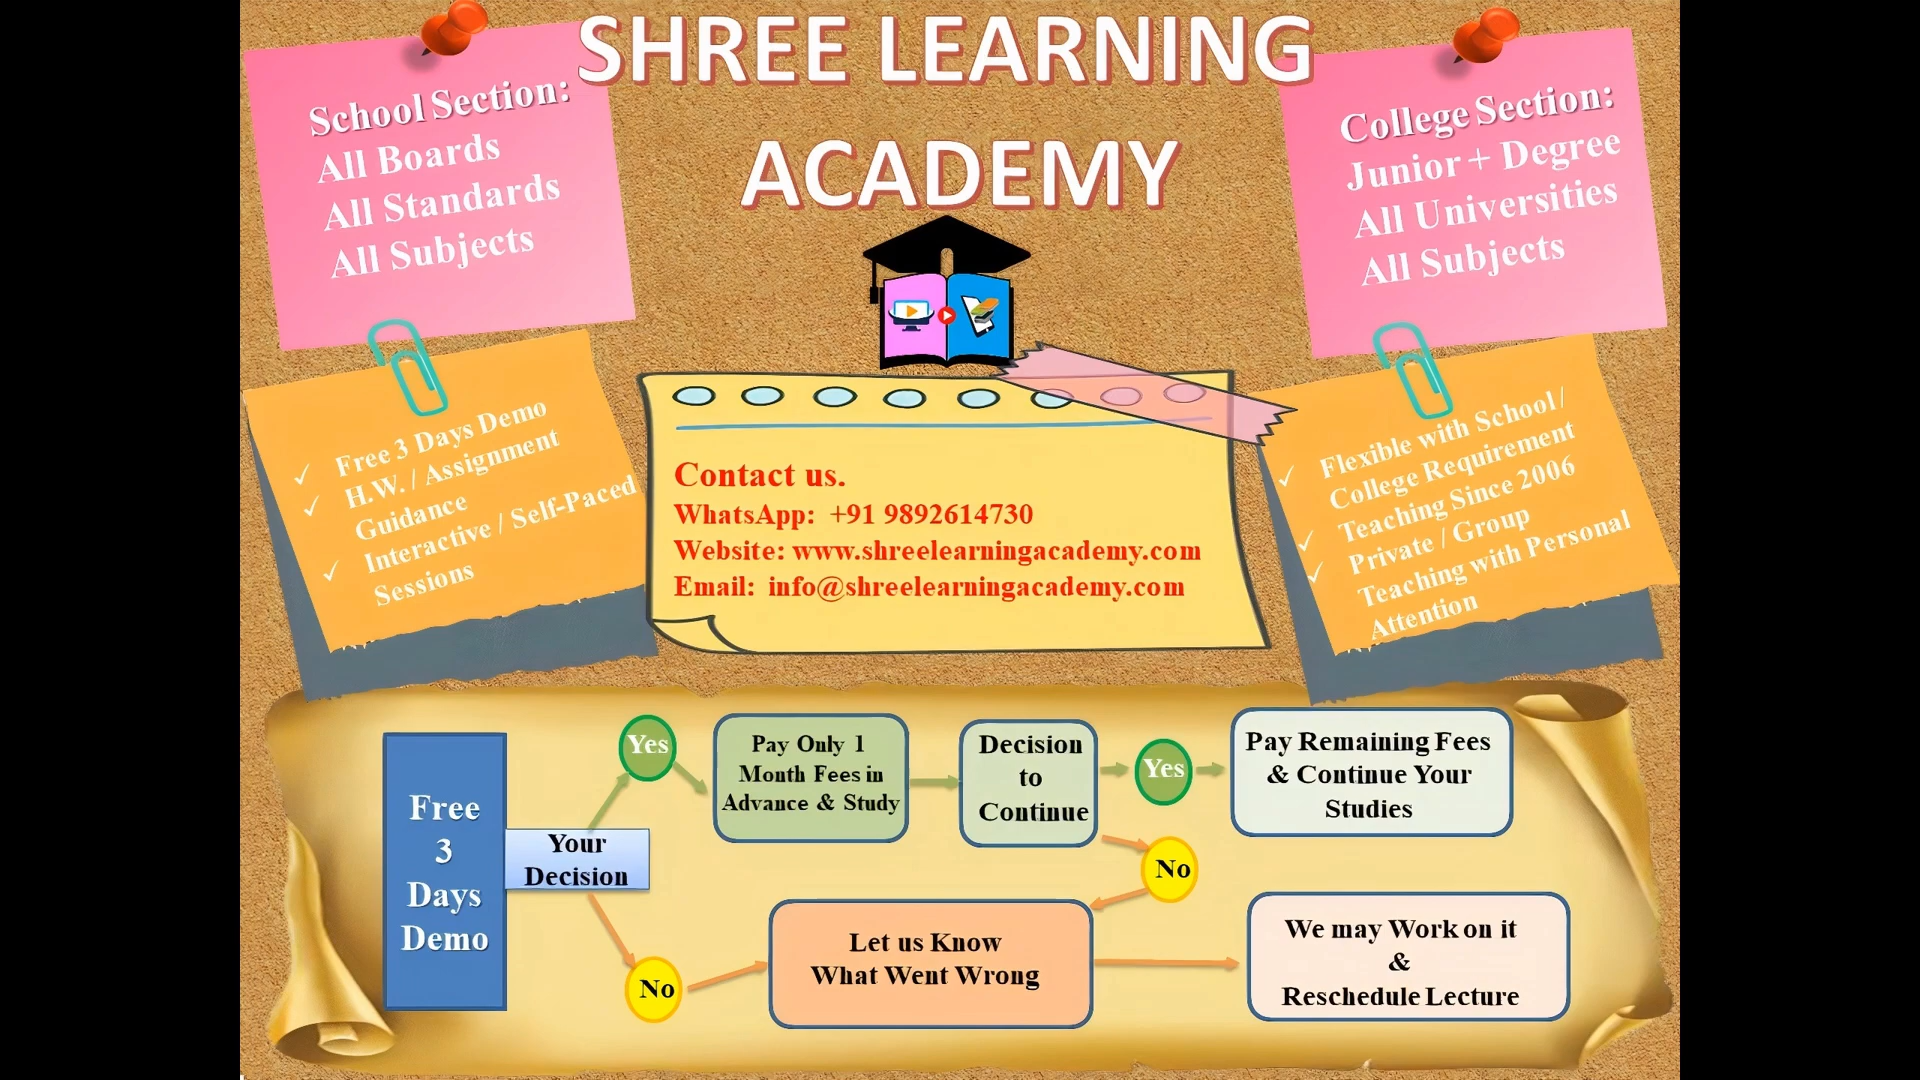 SHREE LEARNING
ACADEMY
School Section:
All Boards
All Standards
All Subjects
College Section:
Junior + Degree
All Universities
All Subjects
✓ Free 3 Days Demo
✓ H.W. / Assignment
Guidance
✓ Interactive / Self-Paced
Sessions
Contact us.
WhatsApp: +91 9892614730
Website: www.shreelearningacademy.com
Email: info@shreelearningacademy.com
✓ Flexible with School /
College Requirement
✓ Teaching Since 2006
✓ Private / Group
Teaching with Personal
Attention
Free
3
Days
Demo
Your
Decision
Yes
Pay Only 1
Month Fees in
Advance & Study
Decision
to
Continue
Yes
Pay Remaining Fees
& Continue Your
Studies
No
No
Let us Know
What Went Wrong
We may Work on it
&
Reschedule Lecture